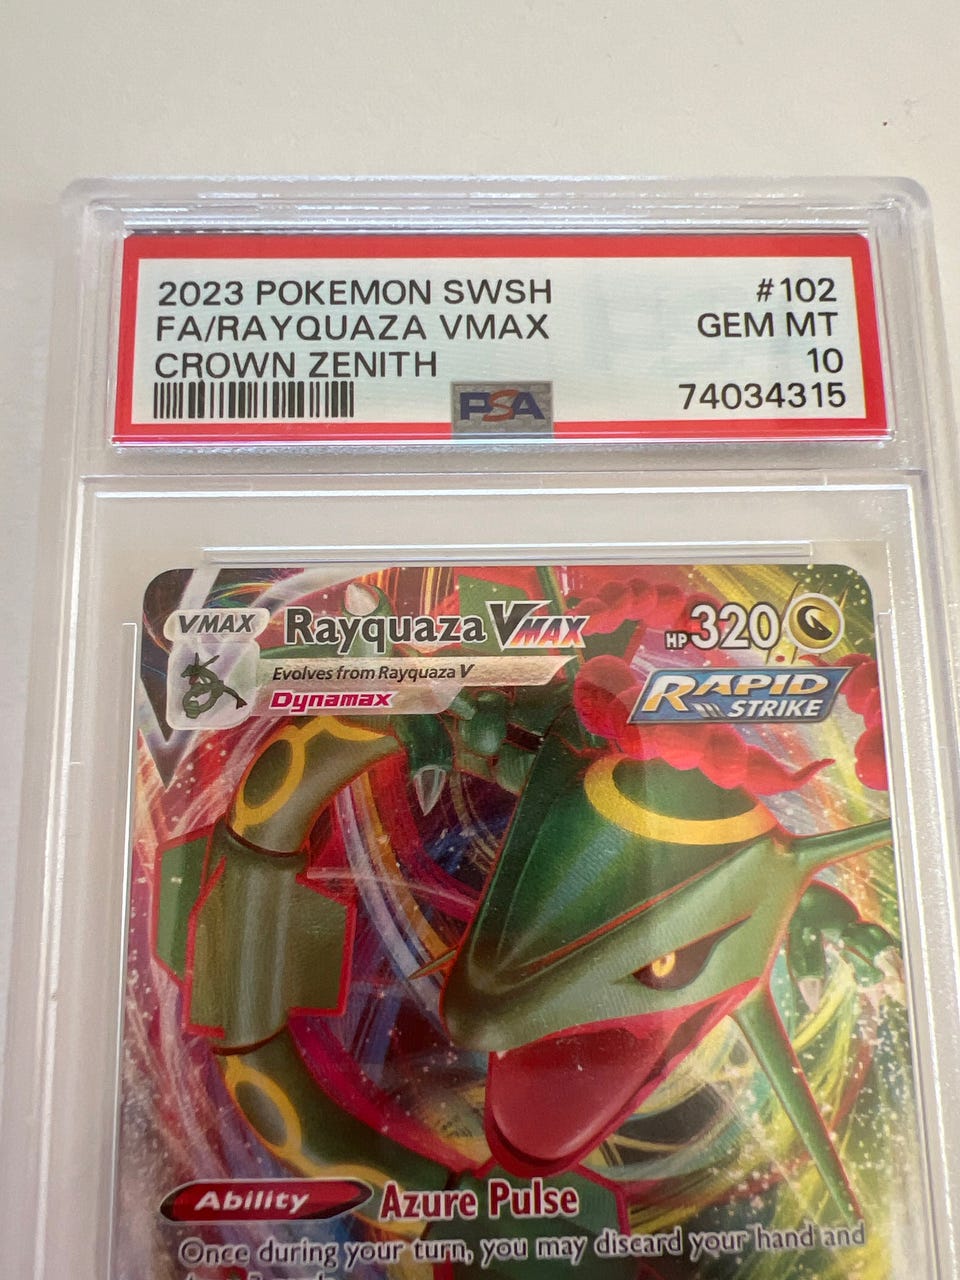 2023 POKEMON SWSH #102
FA/RAYQUAZA VMAX GEM MT
CROWN ZENITH 10
PSA 74034315
VMAX Rayquaza VMAX HP 320
Evolves from Rayquaza V
Dynamax
RAPID
STRIKE
Ability Azure Pulse
Once during your turn, you may discard your hand and